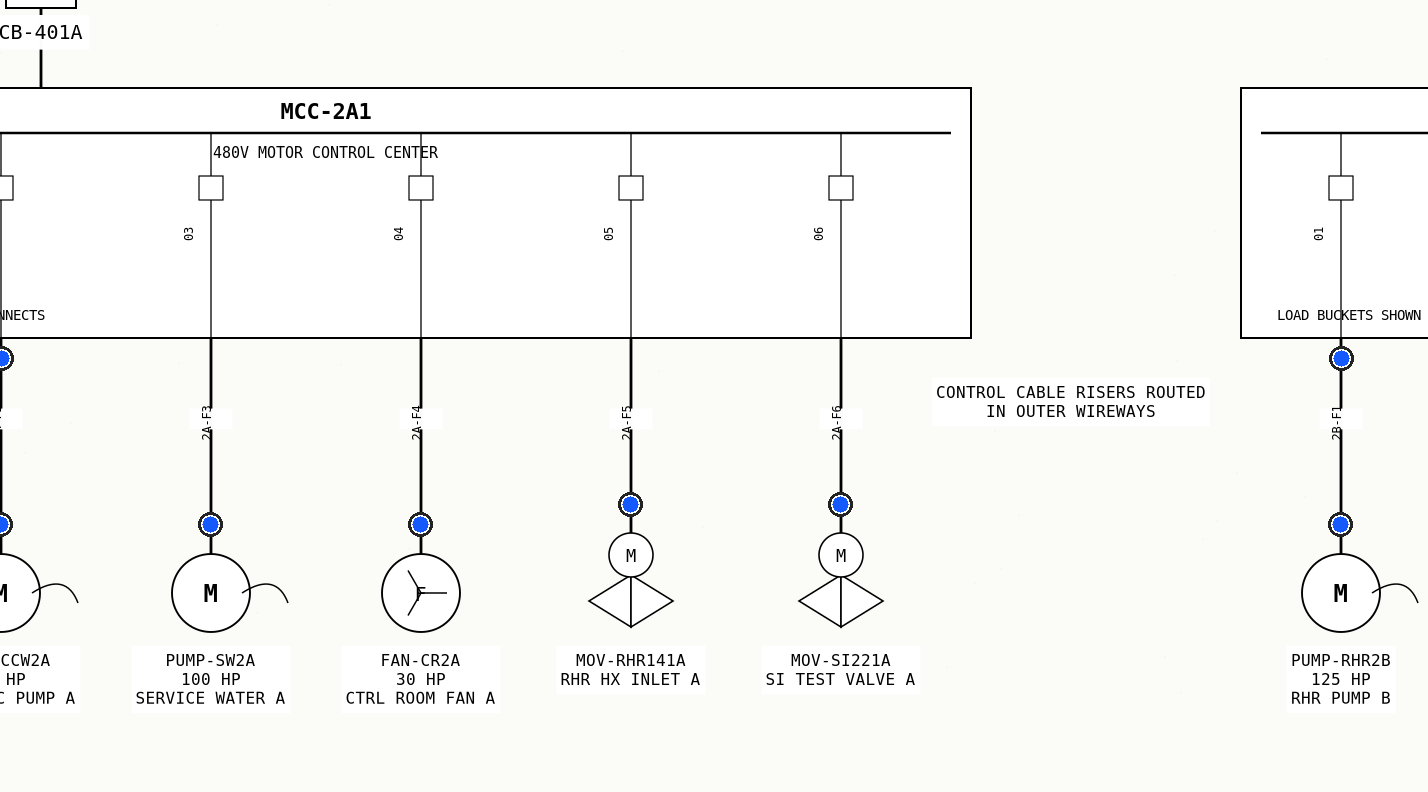 CB-401A
MCC-2A1
480V MOTOR CONTROL CENTER
03
04
05
06
01
NNECTS
LOAD BUCKETS SHOWN
CONTROL CABLE RISERS ROUTED
IN OUTER WIREWAYS
2A-F3
2A-F4
2A-F5
2A-F6
2B-F1
M
M
F
M
M
M
CCW2A
HP
C PUMP A
PUMP-SW2A
100 HP
SERVICE WATER A
FAN-CR2A
30 HP
CTRL ROOM FAN A
MOV-RHR141A
RHR HX INLET A
MOV-SI221A
SI TEST VALVE A
PUMP-RHR2B
125 HP
RHR PUMP B